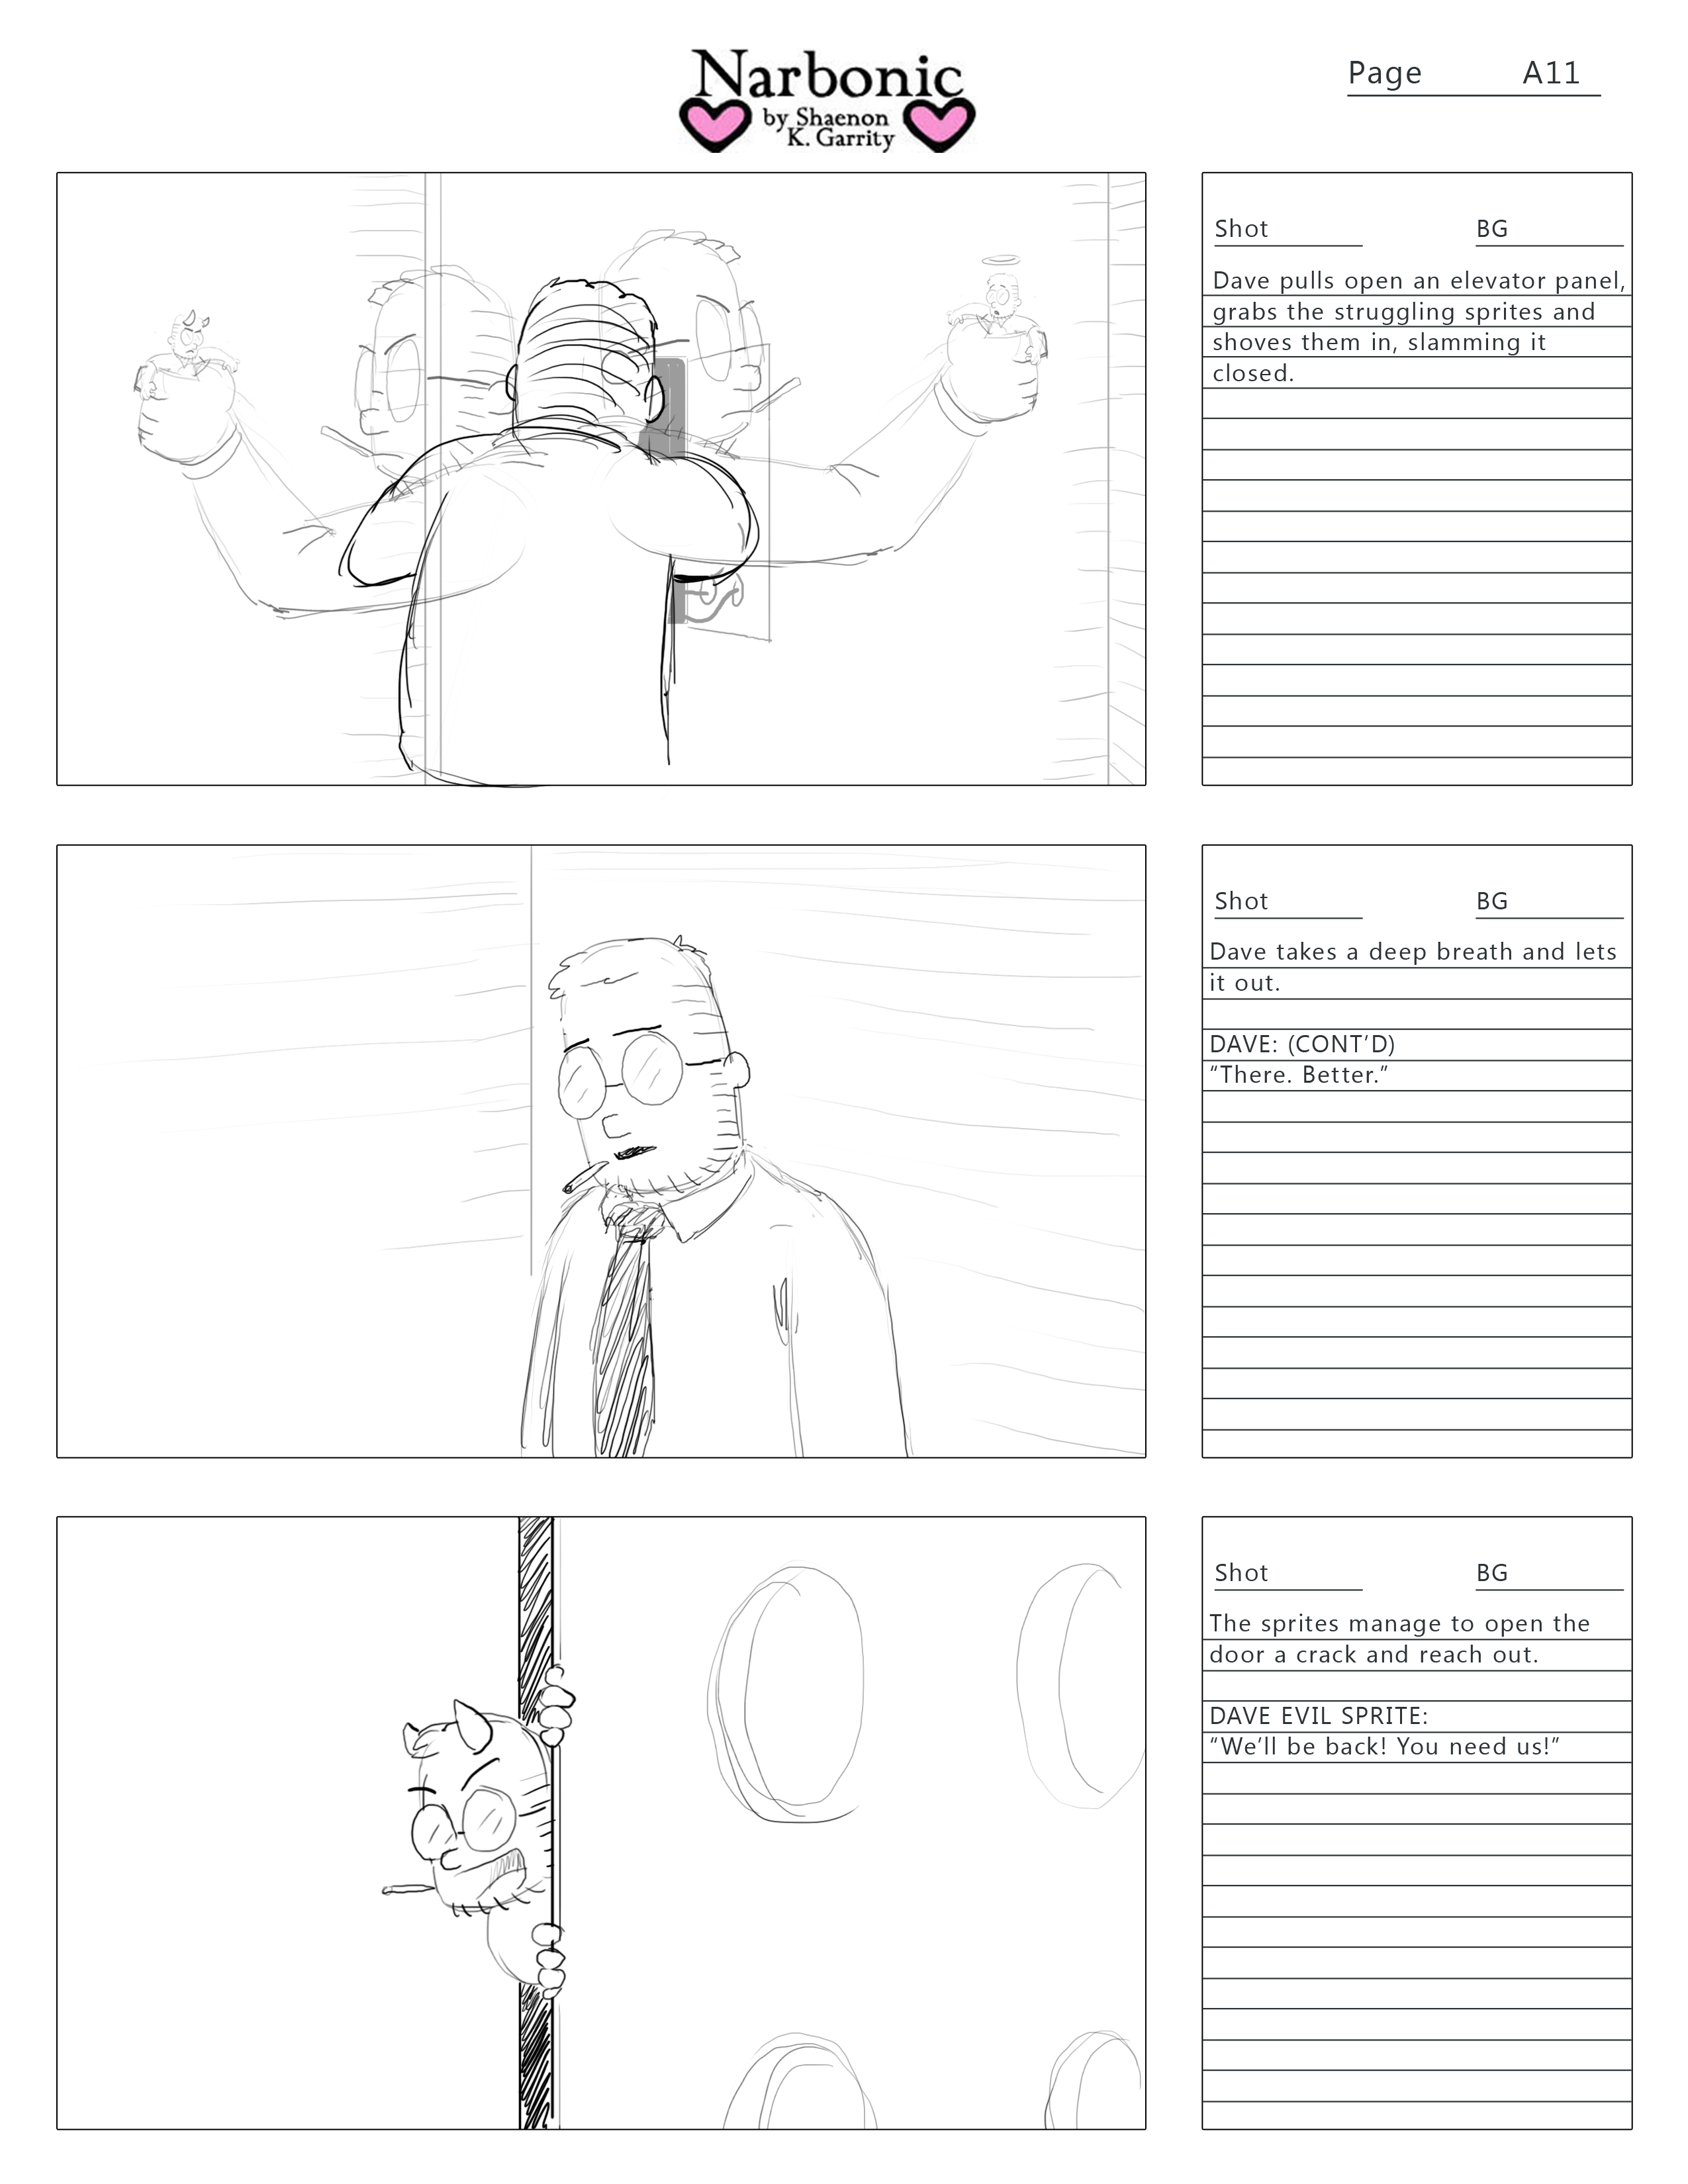 Narbonic
by Shaenon
K. Garrity
Page A11
Shot BG
Dave pulls open an elevator panel,
grabs the struggling sprites and
shoves them in, slamming it
closed.
Shot BG
Dave takes a deep breath and lets
it out.
DAVE: (CONT’D)
“There. Better.”
Shot BG
The sprites manage to open the
door a crack and reach out.
DAVE EVIL SPRITE:
“We’ll be back! You need us!”